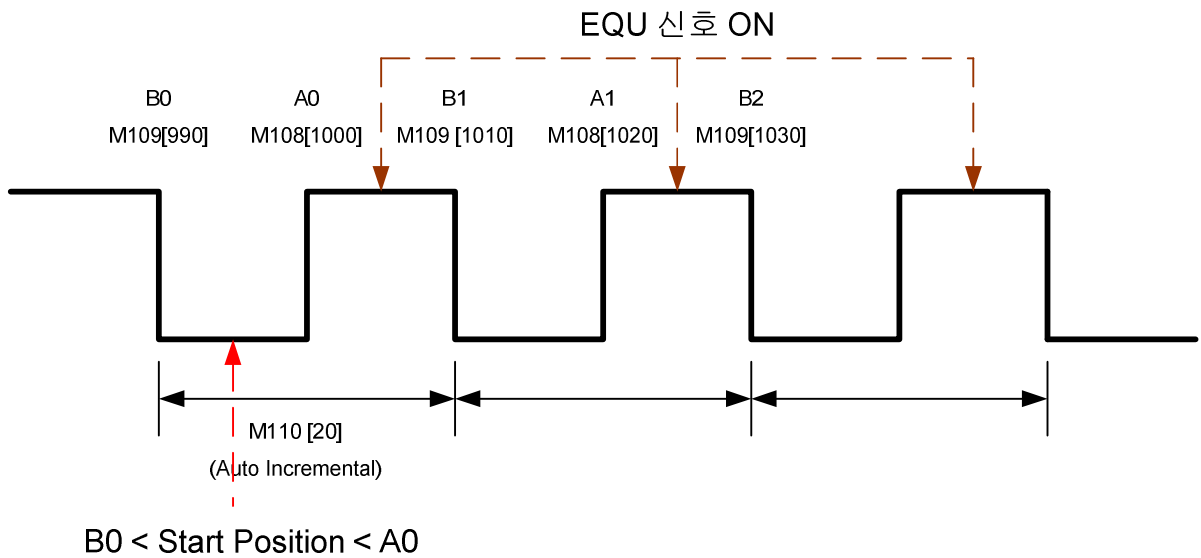 EQU 신호 ON
B0 A0 B1 A1 B2
M109[990] M108[1000] M109 [1010] M108[1020] M109[1030]
M110 [20]
(Auto Incremental)
B0 < Start Position < A0